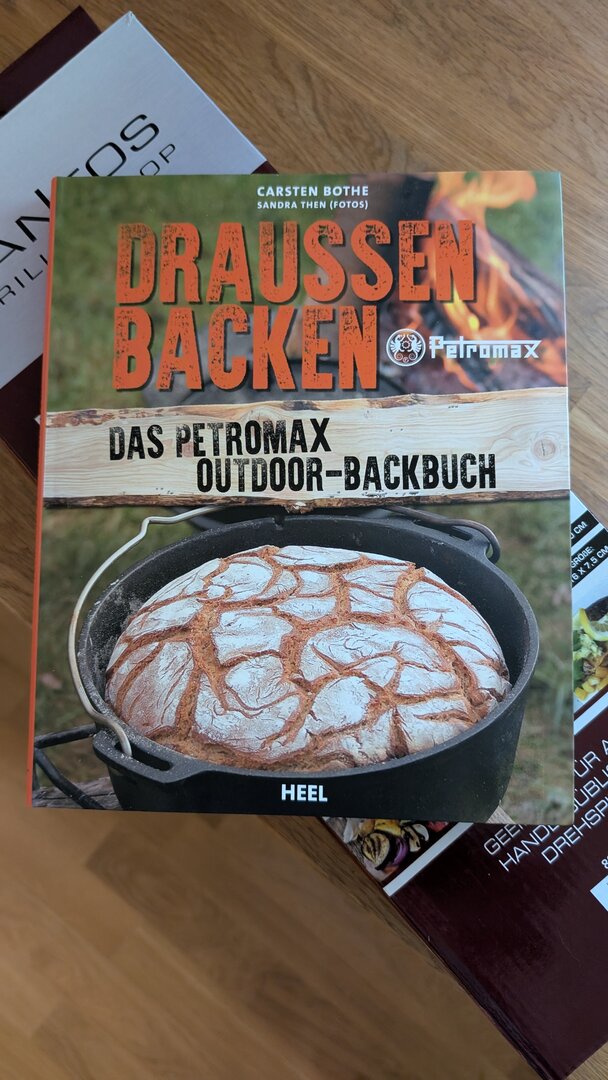 CARSTEN BOTHE
SANDRA THEN (FOTOS)
DRAUSSEN
BACKEN
Petromax
DAS PETROMAX
OUTDOOR-BACKBUCH
HEEL